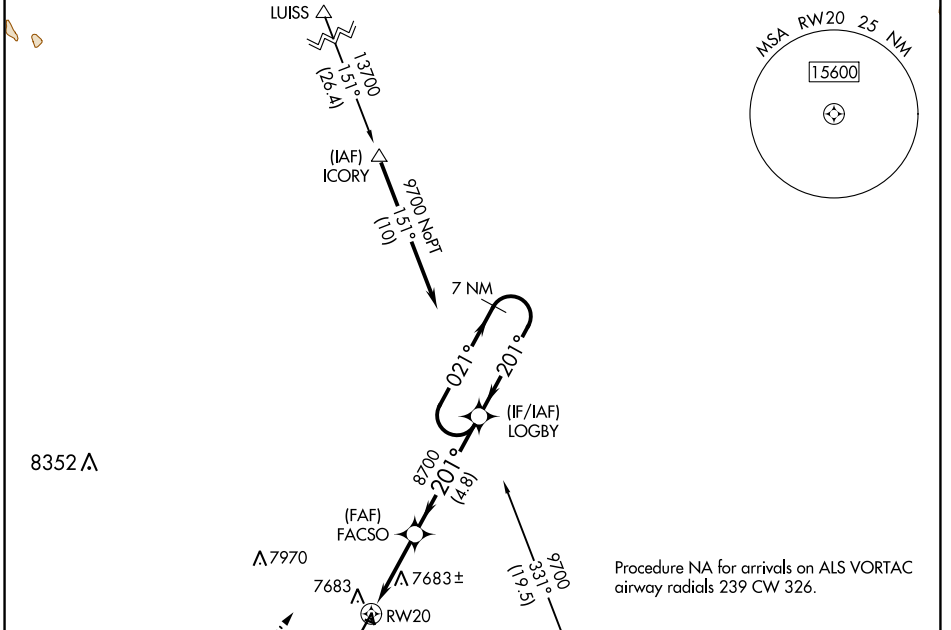 LUISS
13700
151°
(26.4)
MSA RW20 25 NM
15600
(IAF)
ICORY
9700 NoPT
151°
(10)
7 NM
021°
201°
(IF/IAF)
LOGBY
8352
8700
201°
(4.8)
(FAF)
FACSO
7970
7683
7683±
RW20
9700
331°
(19.5)
Procedure NA for arrivals on ALS VORTAC
airway radials 239 CW 326.